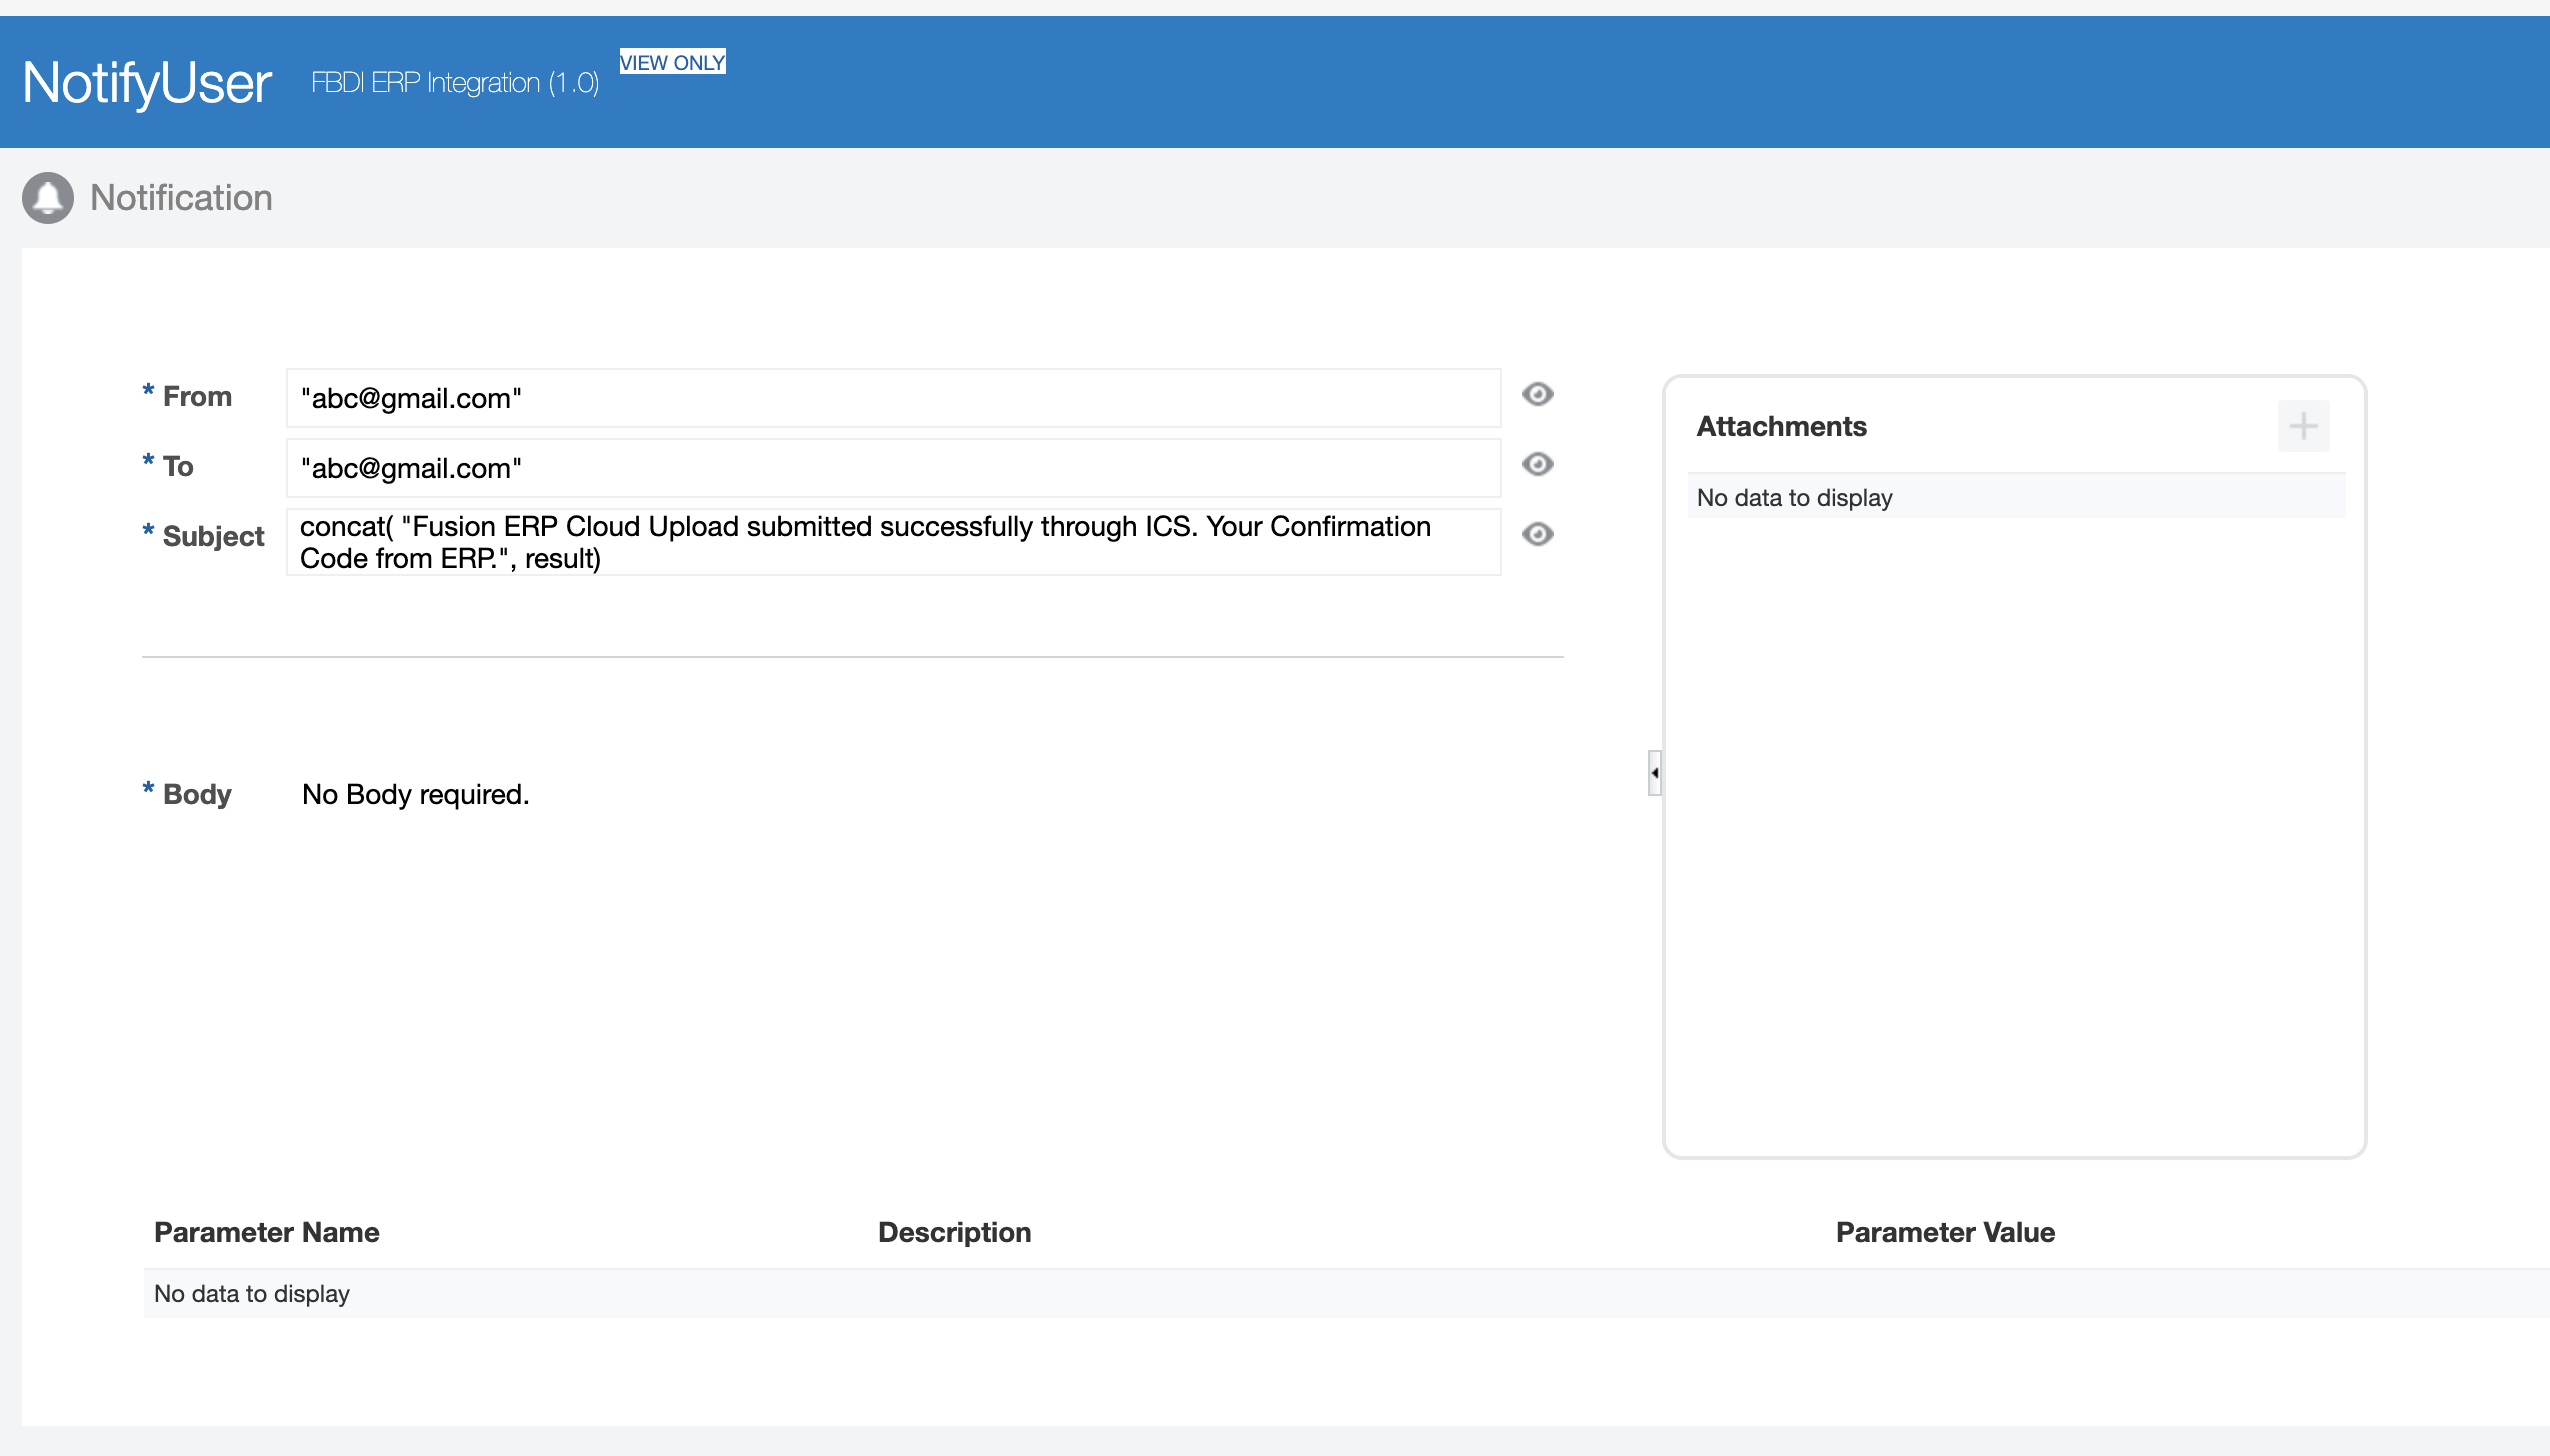 NotifyUser FBDI ERP Integration (1.0) VIEW ONLY
Notification
* From "abc@gmail.com"
* To "abc@gmail.com"
* Subject concat( "Fusion ERP Cloud Upload submitted successfully through ICS. Your Confirmation
Code from ERP.", result)
Attachments
No data to display
* Body No Body required.
Parameter Name Description Parameter Value
No data to display